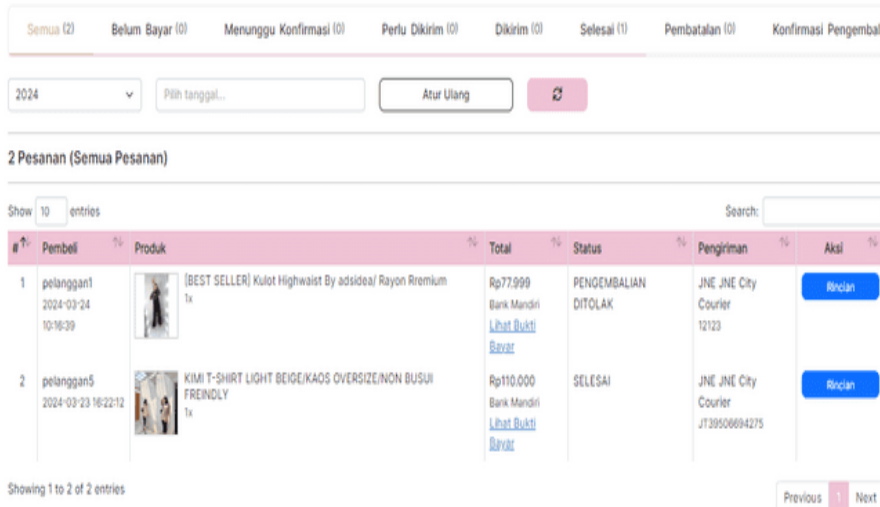 Semua (2) Belum Bayar (0) Menunggu Konfirmasi (0) Perlu Dikirim (0) Dikirim (0) Selesai (1) Pembatalan (0) Konfirmasi Pengembal
2024 Pilih tanggal... Atur Ulang
2 Pesanan (Semua Pesanan)
Show 10 entries Search:
# Pembeli Produk Total Status Pengiriman Aksi
1 pelanggan1 [BEST SELLER] Kulot Highwaist By adsidea/ Rayon Rremium Rp77.999 PENGEMBALIAN JNE JNE City Rincian
2024-03-24 1x Bank Mandiri DITOLAK Courier
10:16:39 Lihat Bukti 12123
Bayar
2 pelanggan5 KIMI T-SHIRT LIGHT BEIGE/KAOS OVERSIZE/NON BUSUI Rp110.000 SELESAI JNE JNE City Rincian
2024-03-23 16:22:12 FREINDLY Bank Mandiri Courier
1x Lihat Bukti JT39506694275
Bayar
Showing 1 to 2 of 2 entries
Previous 1 Next